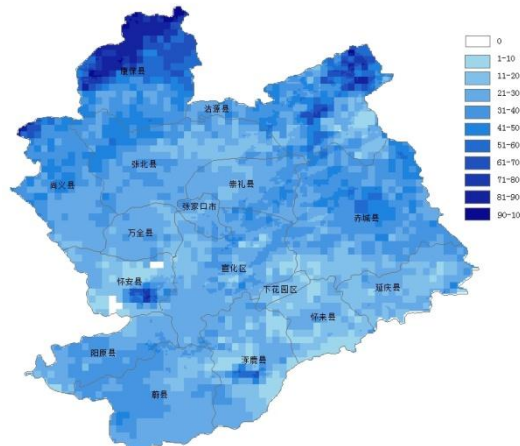 康保县
沽源县
尚义县
张北县
崇礼县
张家口市
赤城县
万全县
宣化区
怀安县
下花园区
延庆县
怀来县
阳原县
涿鹿县
蔚县
0
1-10
11-20
21-30
31-40
41-50
51-60
61-70
71-80
81-90
90-10